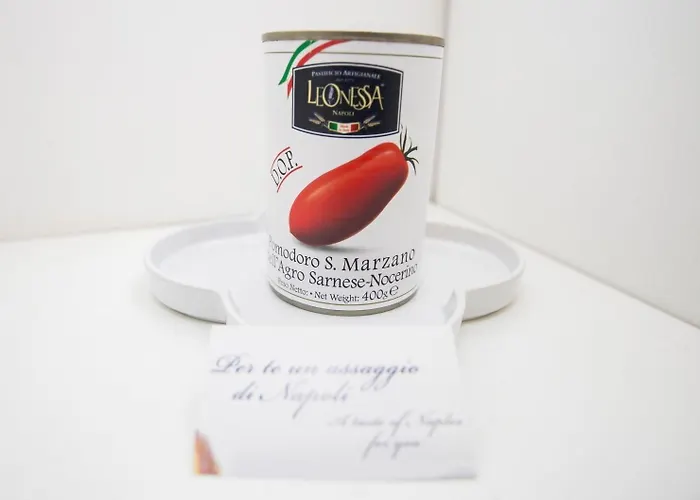 Pastificio Artigianale
LEONESSA
NAPOLI
D.O.P.
Pomodoro S. Marzano
dell'Agro Sarnese-Nocerino
Peso Netto: • Net Weight: 400g e
Per te un assaggio
di Napoli
A taste of Naples
for you